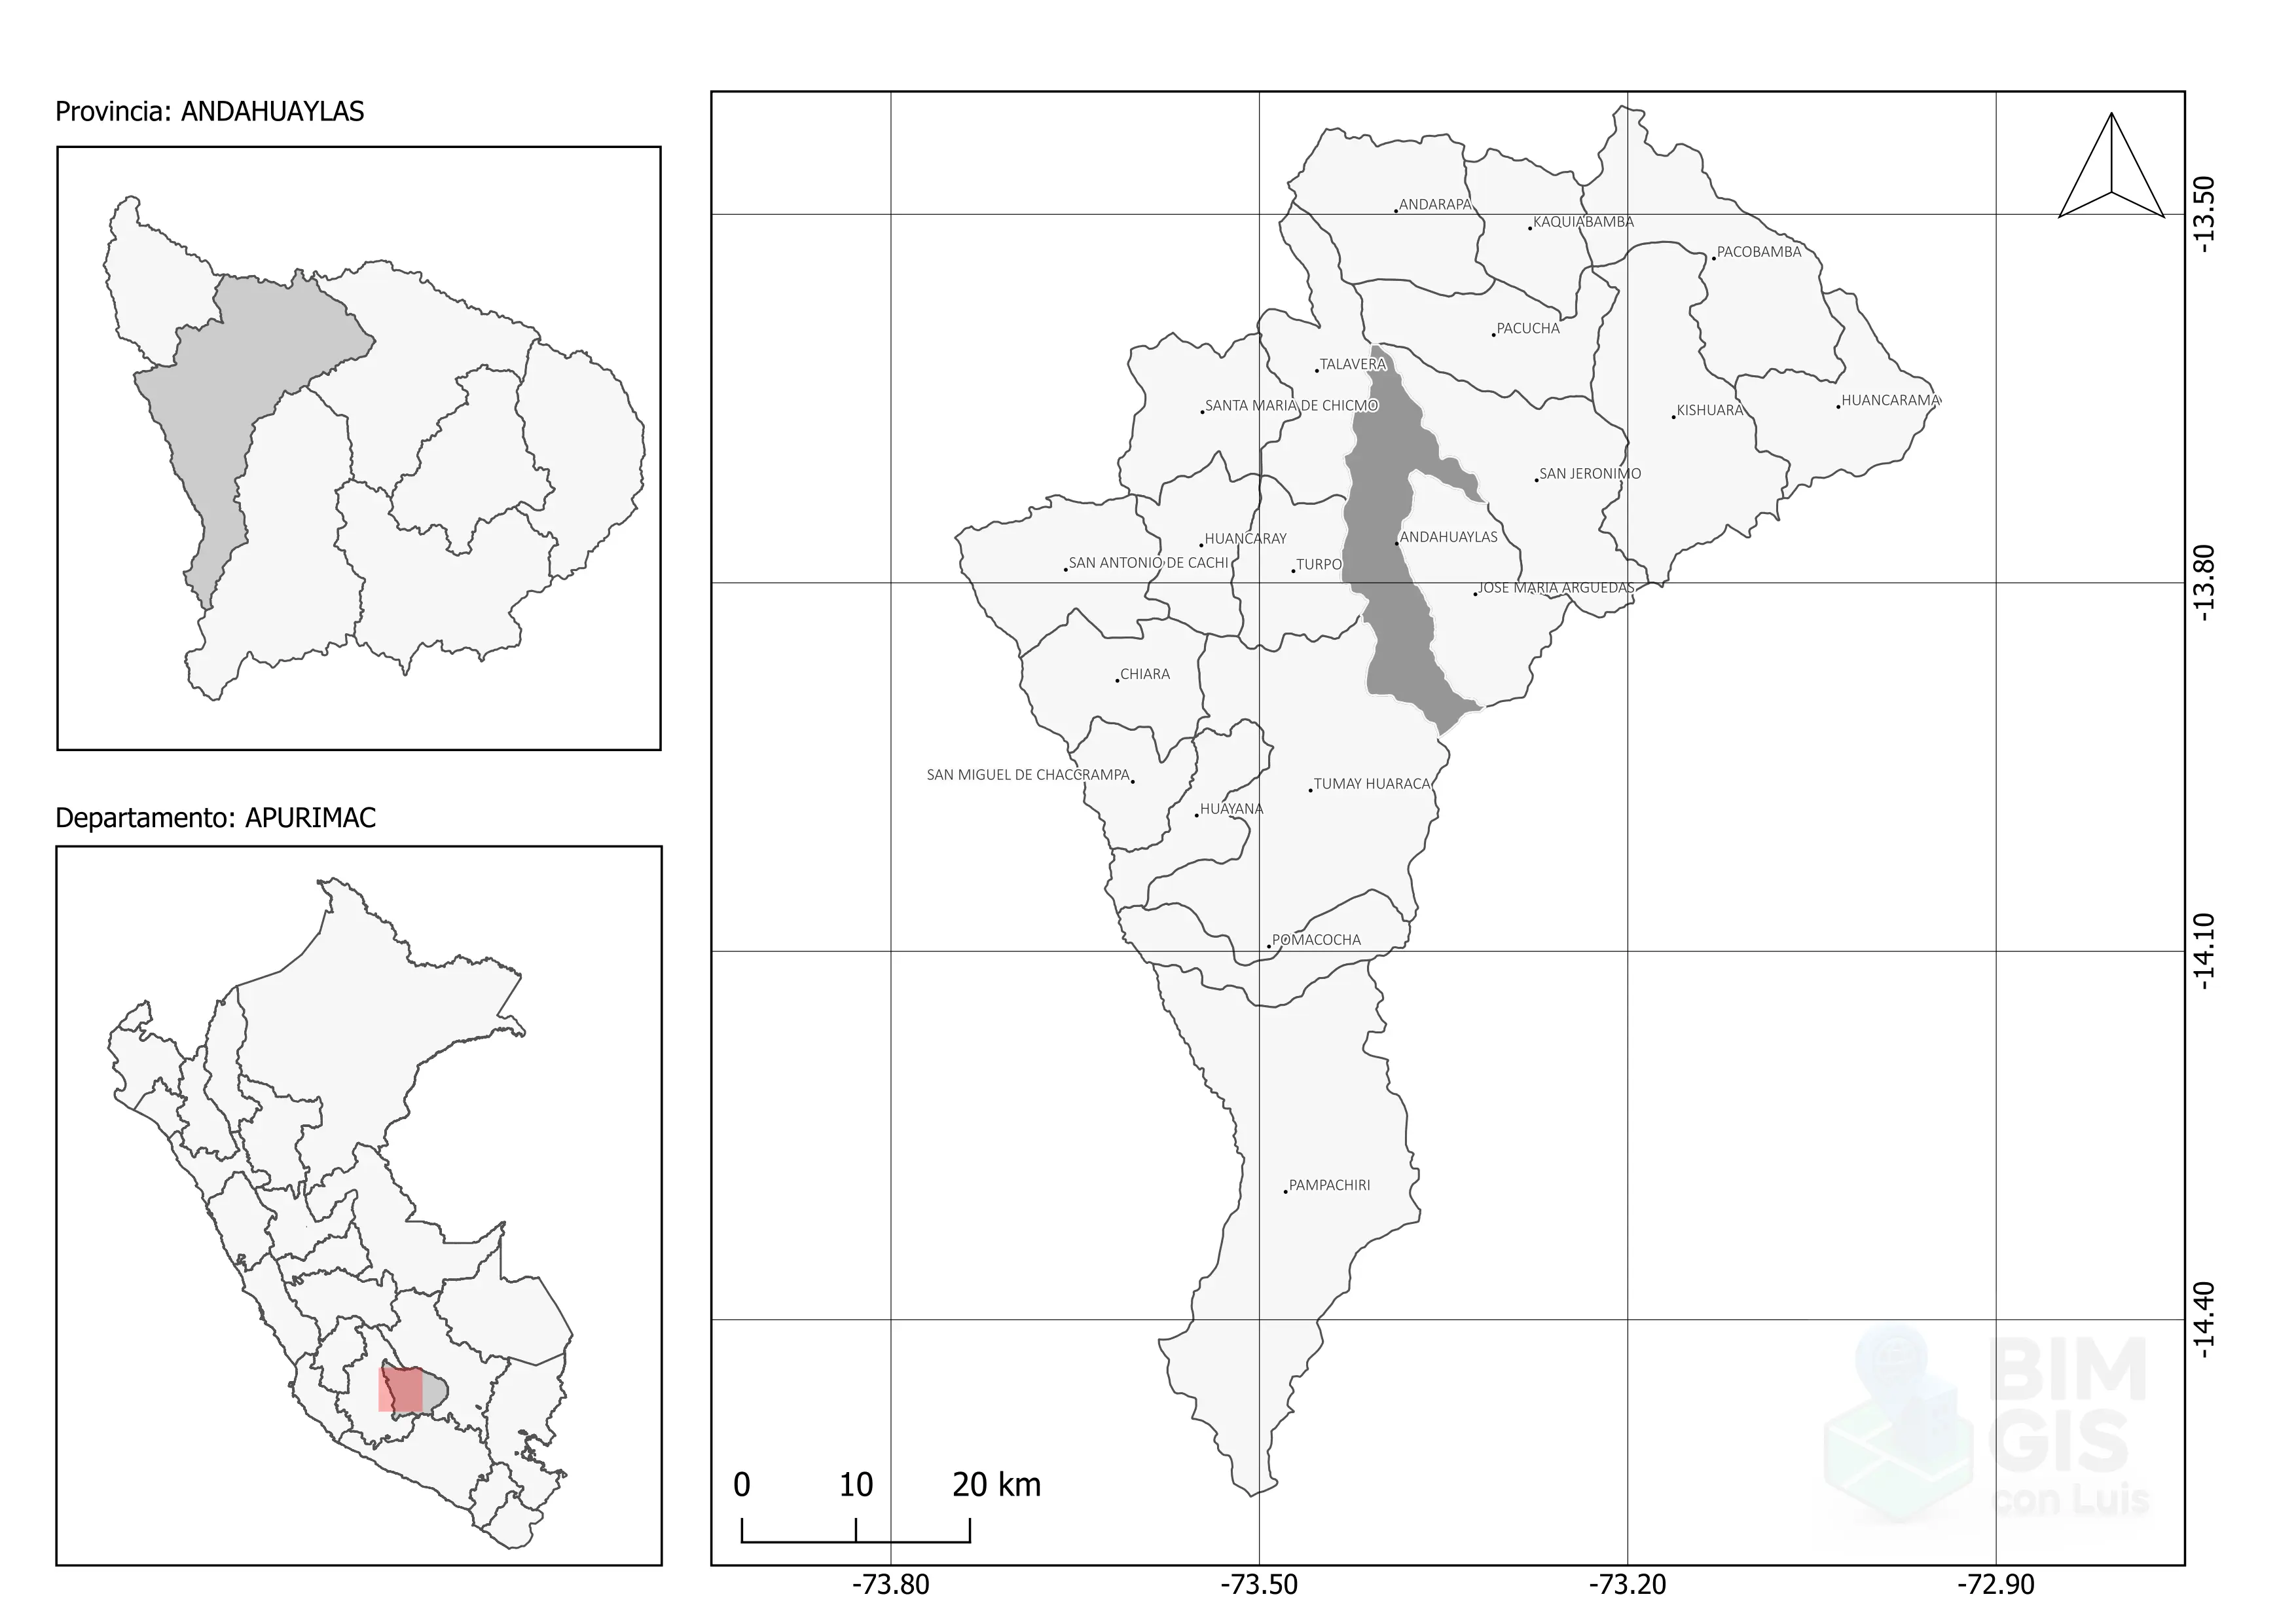 Provincia: ANDAHUAYLAS
Departamento: APURIMAC
ANDARAPA
KAQUIABAMBA
PACOBAMBA
PACUCHA
TALAVERA
SANTA MARIA DE CHICMO
HUANCARAMA
KISHUARA
SAN JERONIMO
HUANCARAY
ANDAHUAYLAS
SAN ANTONIO DE CACHI
TURPO
JOSE MARIA ARGUEDAS
CHIARA
SAN MIGUEL DE CHACCRAMPA
TUMAY HUARACA
HUAYANA
POMACOCHA
PAMPACHIRI
-13.50
-13.80
-14.10
-14.40
BIM
GIS
con Luis
0 10 20 km
-73.80 -73.50 -73.20 -72.90